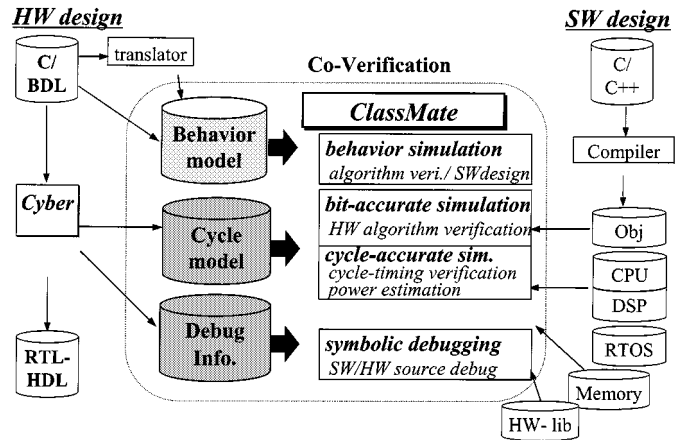 HW design
SW design
C/
BDL
translator
Co-Verification
C/
C++
ClassMate
Behavior
model
behavior simulation
algorithm veri./ SWdesign
Compiler
Cyber
bit-accurate simulation
HW algorithm verification
Obj
Cycle
model
cycle-accurate sim.
cycle-timing verification
power estimation
CPU
DSP
Debug
Info.
symbolic debugging
SW/HW source debug
RTL-
HDL
RTOS
Memory
HW- lib